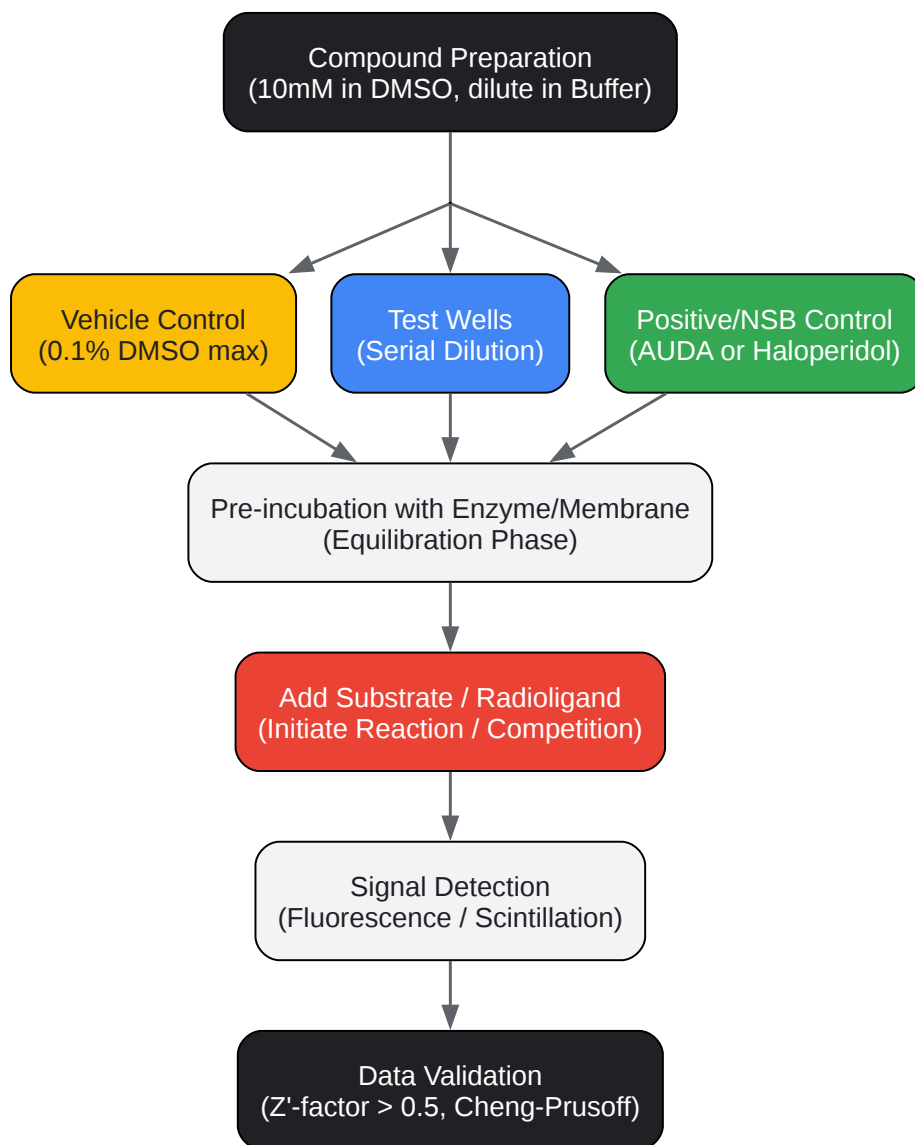 Compound Preparation
(10mM in DMSO, dilute in Buffer)
Vehicle Control
(0.1% DMSO max)
Test Wells
(Serial Dilution)
Positive/NSB Control
(AUDA or Haloperidol)
Pre-incubation with Enzyme/Membrane
(Equilibration Phase)
Add Substrate / Radioligand
(Initiate Reaction / Competition)
Signal Detection
(Fluorescence / Scintillation)
Data Validation
(Z'-factor > 0.5, Cheng-Prusoff)